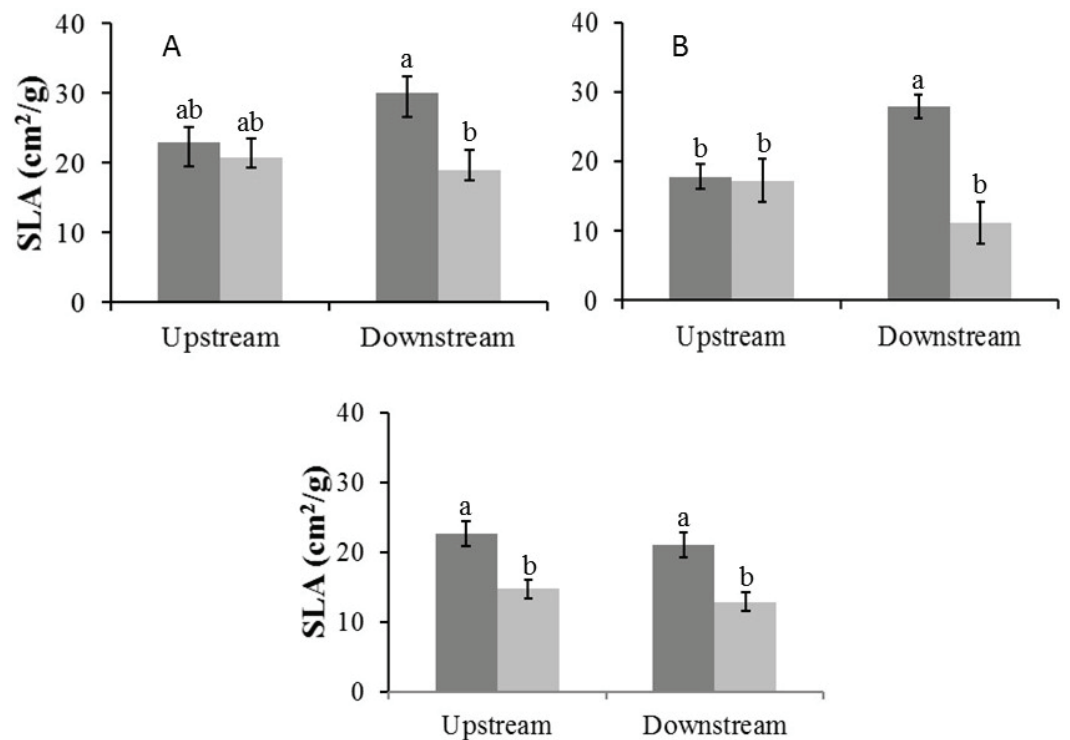 A
SLA (cm²/g)
40
30
20
10
0
ab
ab
a
b
Upstream
Downstream
B
40
30
20
10
0
b
b
a
b
Upstream
Downstream
SLA (cm²/g)
40
30
20
10
0
a
b
a
b
Upstream
Downstream